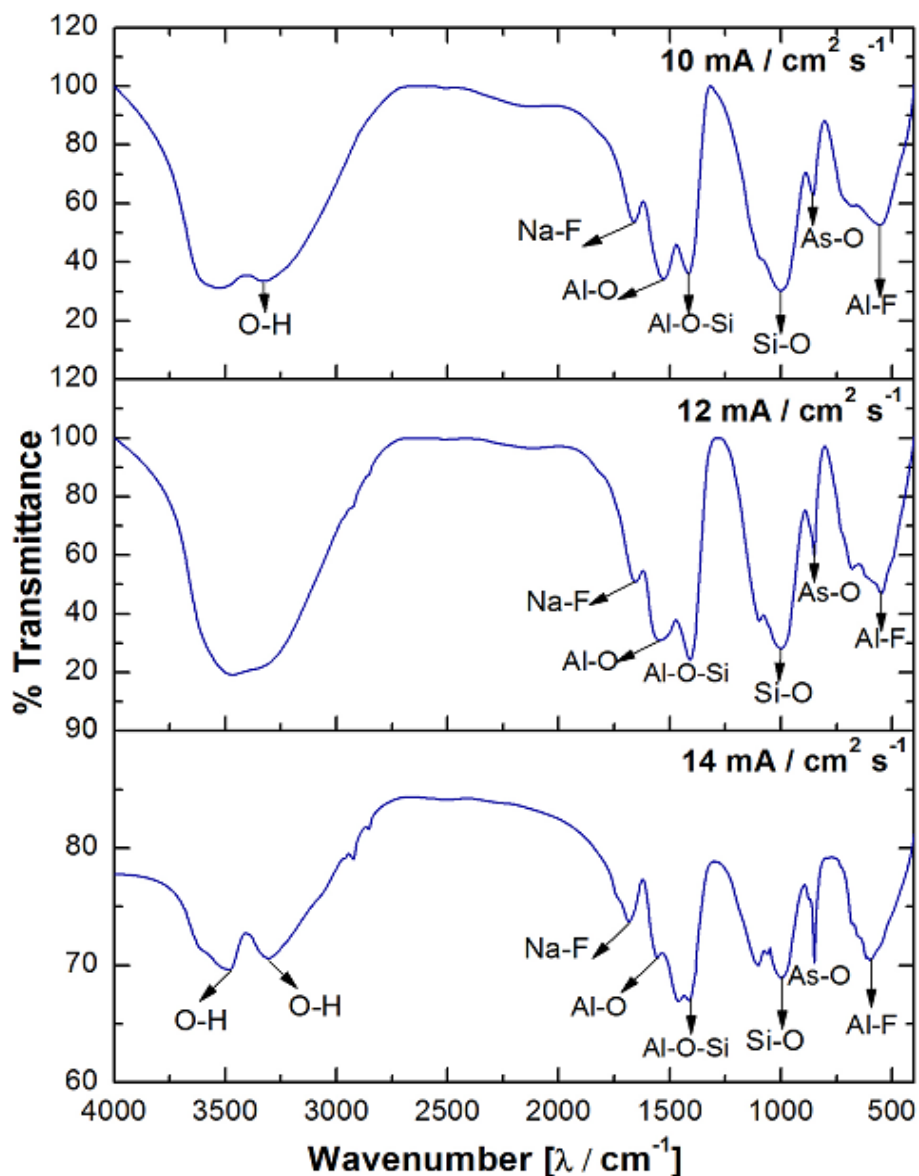 % Transmittance
120
100
80
60
40
20
10 mA / cm² s⁻¹
O-H
Na-F
Al-O
Al-O-Si
Si-O
As-O
Al-F
120
100
80
60
40
20
12 mA / cm² s⁻¹
Na-F
Al-O
Al-O-Si
Si-O
As-O
Al-F
90
80
70
60
14 mA / cm² s⁻¹
O-H
O-H
Na-F
Al-O
Al-O-Si
Si-O
As-O
Al-F
4000 3500 3000 2500 2000 1500 1000 500
Wavenumber [λ / cm⁻¹]